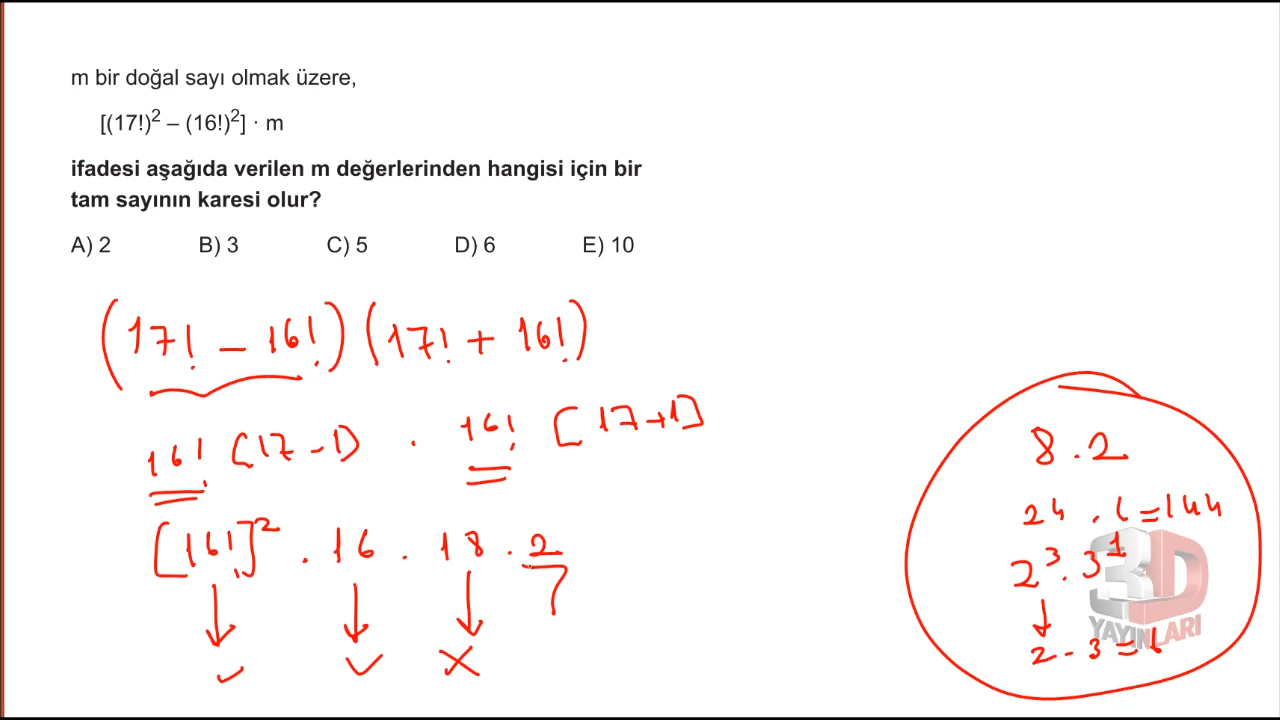 m bir doğal sayı olmak üzere,
[(17!)² – (16!)²] · m
ifadesi aşağıda verilen m değerlerinden hangisi için bir
tam sayının karesi olur?
A) 2 B) 3 C) 5 D) 6 E) 10
(17! – 16!) (17! + 16!)
16! (17 – 1) . 16! [17+1]
[16!]² . 16 . 18 . 2
8 . 2
24 . 6 = 144
2³ . 3¹
2 . 3 = 6
3D
YAYINLARI